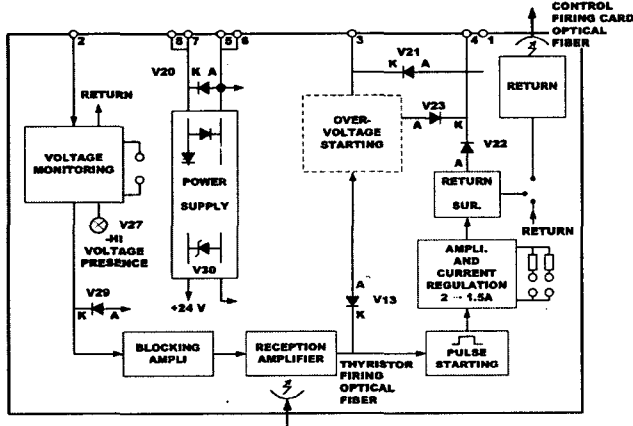 CONTROL
FIRING CARD
OPTICAL
FIBER
2
8
7
5
6
3
4
1
V20
K A
V21
K A
RETURN
RETURN
VOLTAGE
MONITORING
OVER-
VOLTAGE
STARTING
V23
A K
V22
A
POWER
SUPPLY
RETURN
SUR.
V27
-HI
VOLTAGE
PRESENCE
RETURN
V30
AMPLI.
AND
CURRENT
REGULATION
2 -- 1.5A
+24 V
V29
K A
A
V13
K
BLOCKING
AMPLI
RECEPTION
AMPLIFIER
THYRISTOR
FIRING
OPTICAL
FIBER
PULSE
STARTING